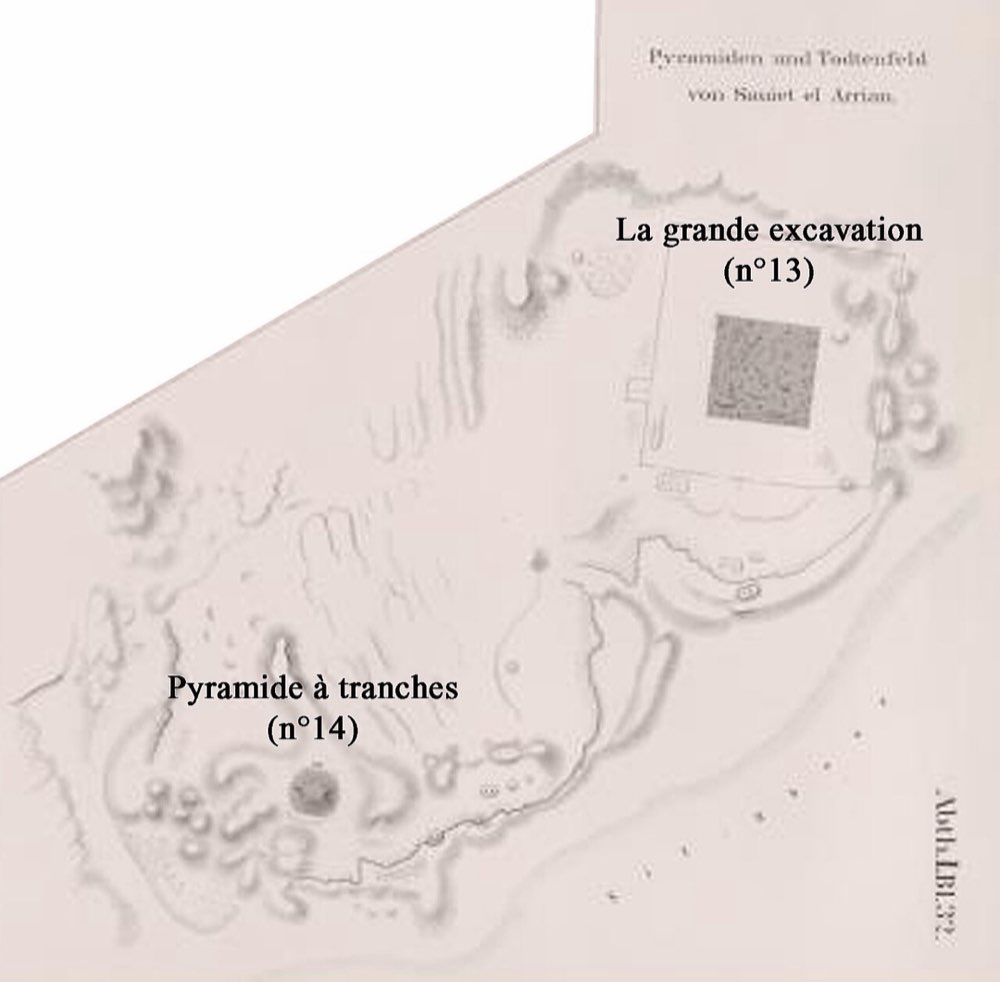 Pyramiden und Todtenfeld
von Sauiet el Arrian.
La grande excavation
(n°13)
Pyramide à tranches
(n°14)
Abth.I.Bl.32.